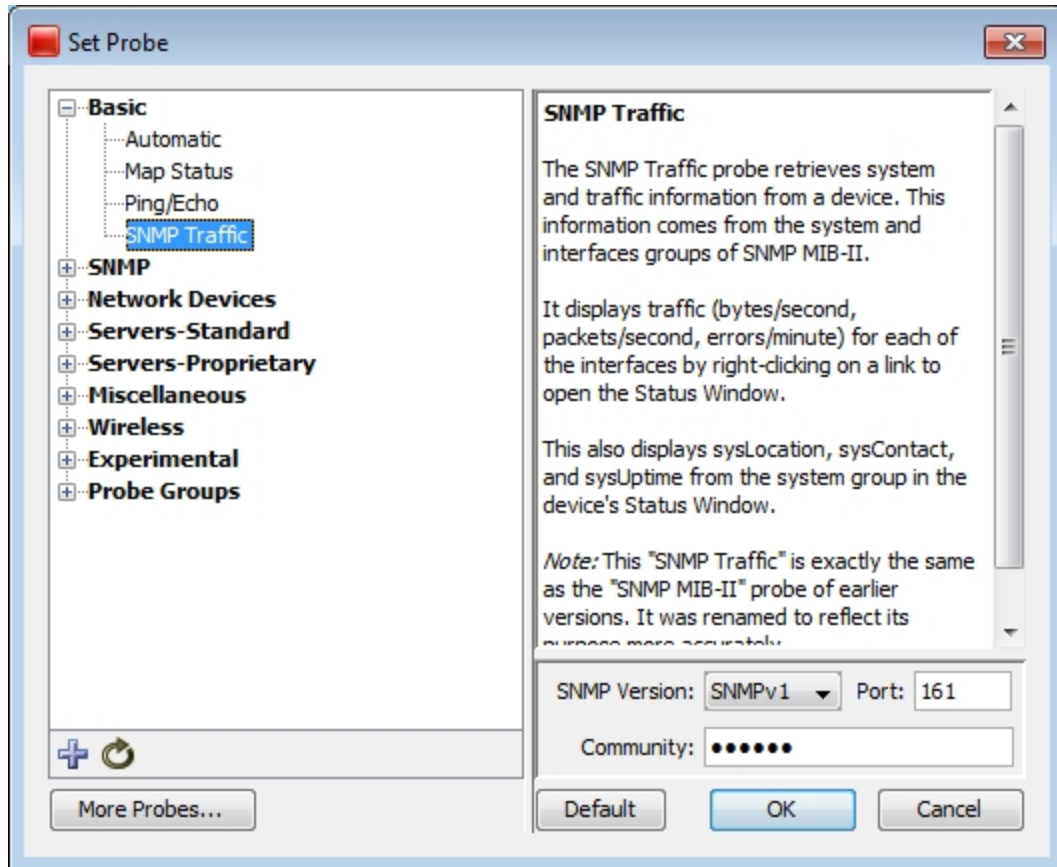 Set Probe
Basic
Automatic
Map Status
Ping/Echo
SNMP Traffic
SNMP
Network Devices
Servers-Standard
Servers-Proprietary
Miscellaneous
Wireless
Experimental
Probe Groups
More Probes...
SNMP Traffic
The SNMP Traffic probe retrieves system
and traffic information from a device. This
information comes from the system and
interfaces groups of SNMP MIB-II.
It displays traffic (bytes/second,
packets/second, errors/minute) for each of
the interfaces by right-clicking on a link to
open the Status Window.
This also displays sysLocation, sysContact,
and sysUptime from the system group in the
device's Status Window.
Note: This "SNMP Traffic" is exactly the same
as the "SNMP MIB-II" probe of earlier
versions. It was renamed to reflect its
purpose more accurately.
SNMP Version: SNMPv1 Port: 161
Community: ••••••
Default OK Cancel